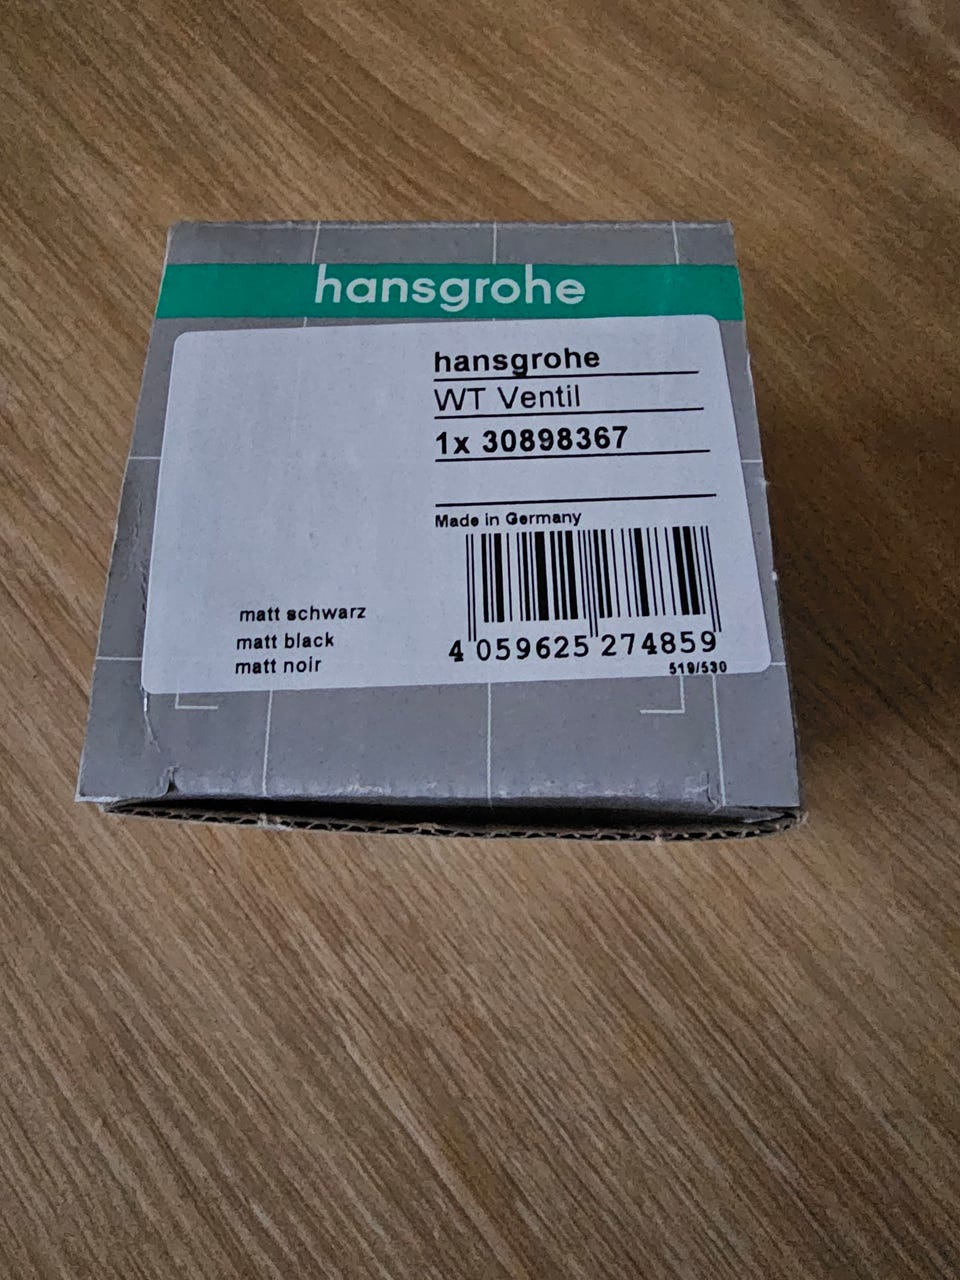 hansgrohe
hansgrohe
WT Ventil
1x 30898367
Made in Germany
matt schwarz
matt black
matt noir
4 059625 274859
519/530